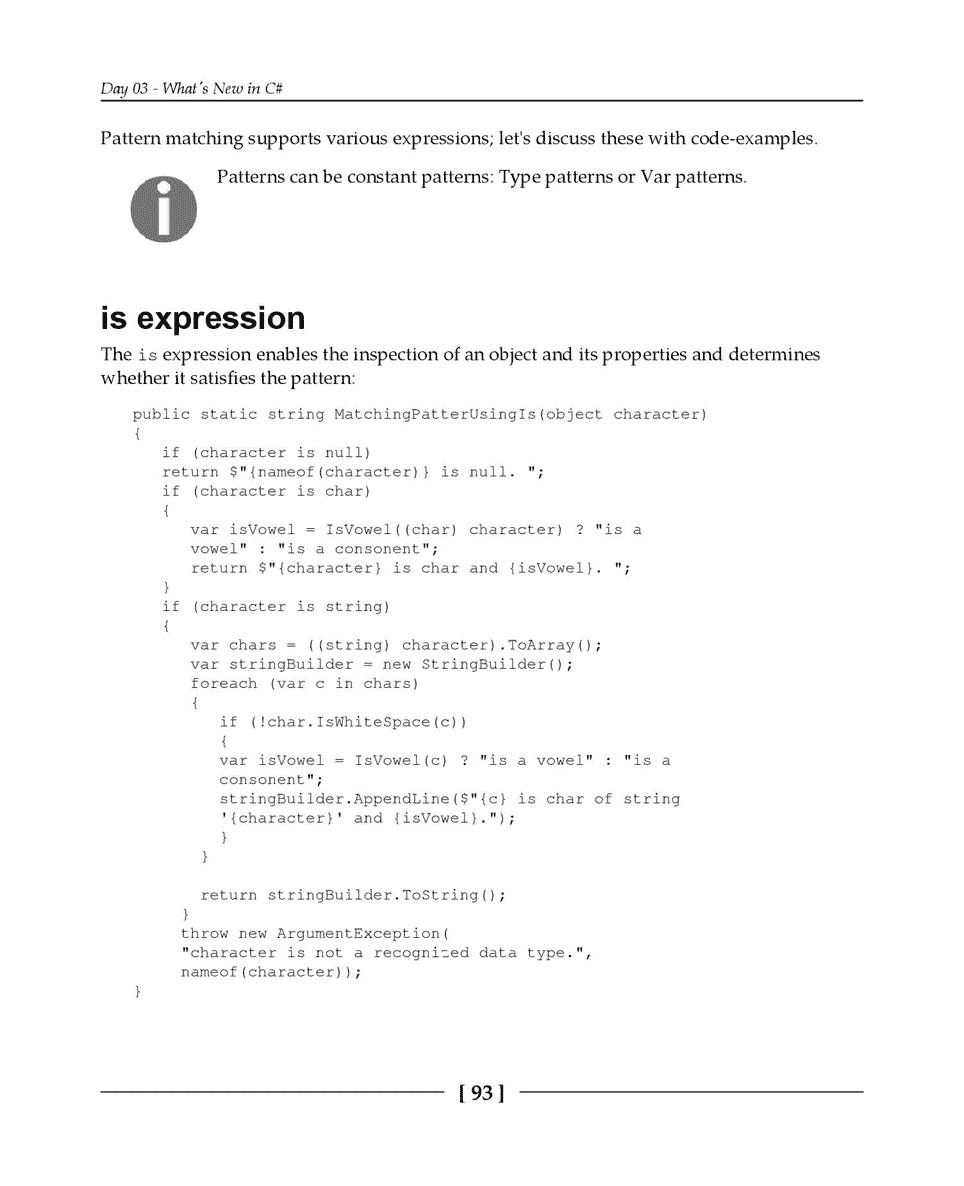 Day 03 - What's New in C#
Pattern matching supports various expressions; let's discuss these with code-examples.
Patterns can be constant patterns: Type patterns or Var patterns.
is expression
The is expression enables the inspection of an object and its properties and determines
whether it satisfies the pattern:
public static string MatchingPatterUsingIs(object character)
{
if (character is null)
return $"{nameof(character)} is null. ";
if (character is char)
{
var isVowel = IsVowel((char) character) ? "is a
vowel" : "is a consonent";
return $"{character} is char and {isVowel}. ";
}
if (character is string)
{
var chars = ((string) character).ToArray();
var stringBuilder = new StringBuilder();
foreach (var c in chars)
{
if (!char.IsWhiteSpace(c))
{
var isVowel = IsVowel(c) ? "is a vowel" : "is a
consonent";
stringBuilder.AppendLine($"{c} is char of string
'{character}' and {isVowel}.");
}
}
return stringBuilder.ToString();
}
throw new ArgumentException(
"character is not a recognized data type.",
nameof(character));
}
[ 93 ]